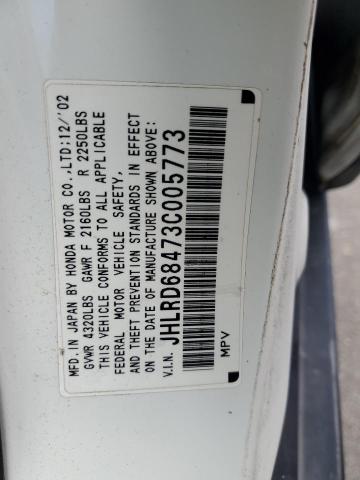 MFD.IN JAPAN BY HONDA MOTOR CO.,LTD:12/'02
GVWR 4320LBS GAWR F 2160LBS R 2250LBS
THIS VEHICLE CONFORMS TO ALL APPLICABLE
FEDERAL MOTOR VEHICLE SAFETY,
AND THEFT PREVENTION STANDARDS IN EFFECT
ON THE DATE OF MANUFACTURE SHOWN ABOVE.
V.I.N. JHLRD68473C005773
MPV